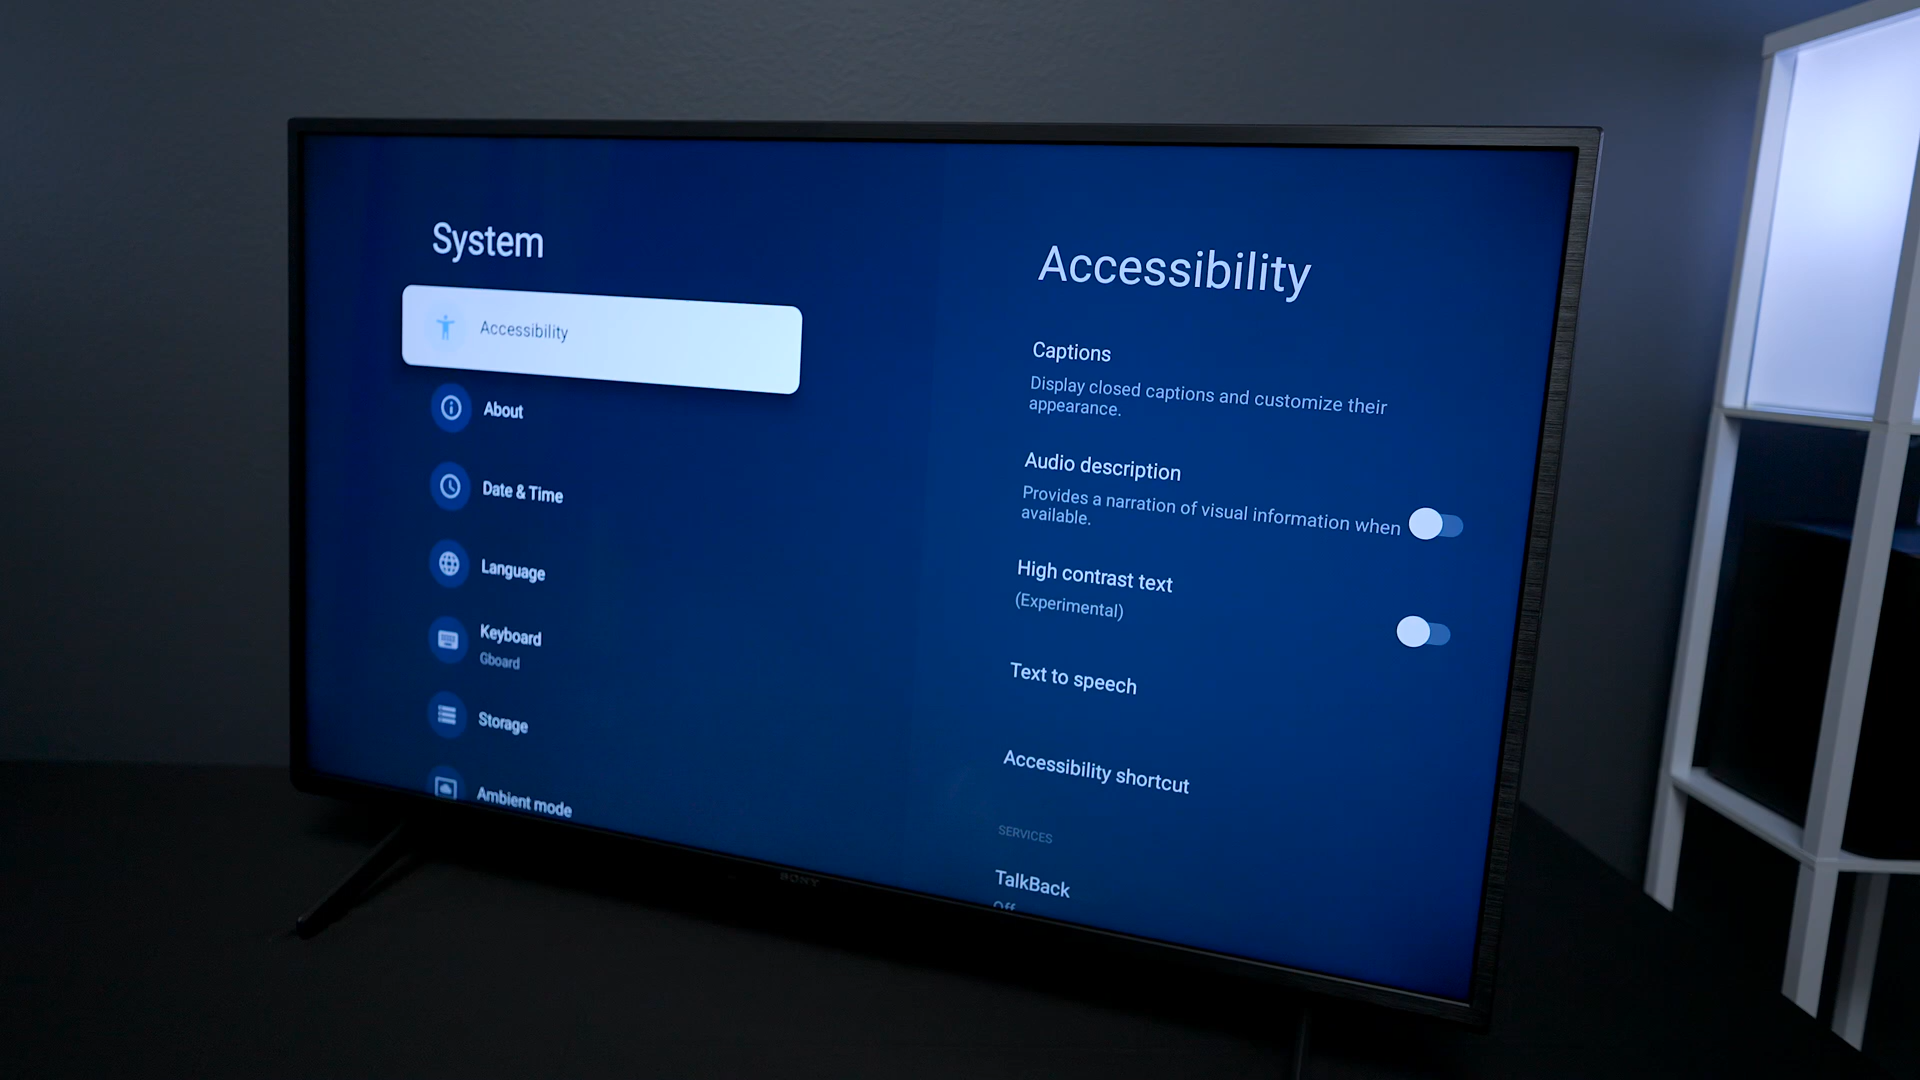 System
Accessibility
About
Date & Time
Language
Keyboard
Gboard
Storage
Ambient mode
Accessibility
Captions
Display closed captions and customize their
appearance.
Audio description
Provides a narration of visual information when
available.
High contrast text
(Experimental)
Text to speech
Accessibility shortcut
SERVICES
TalkBack
Off
SONY